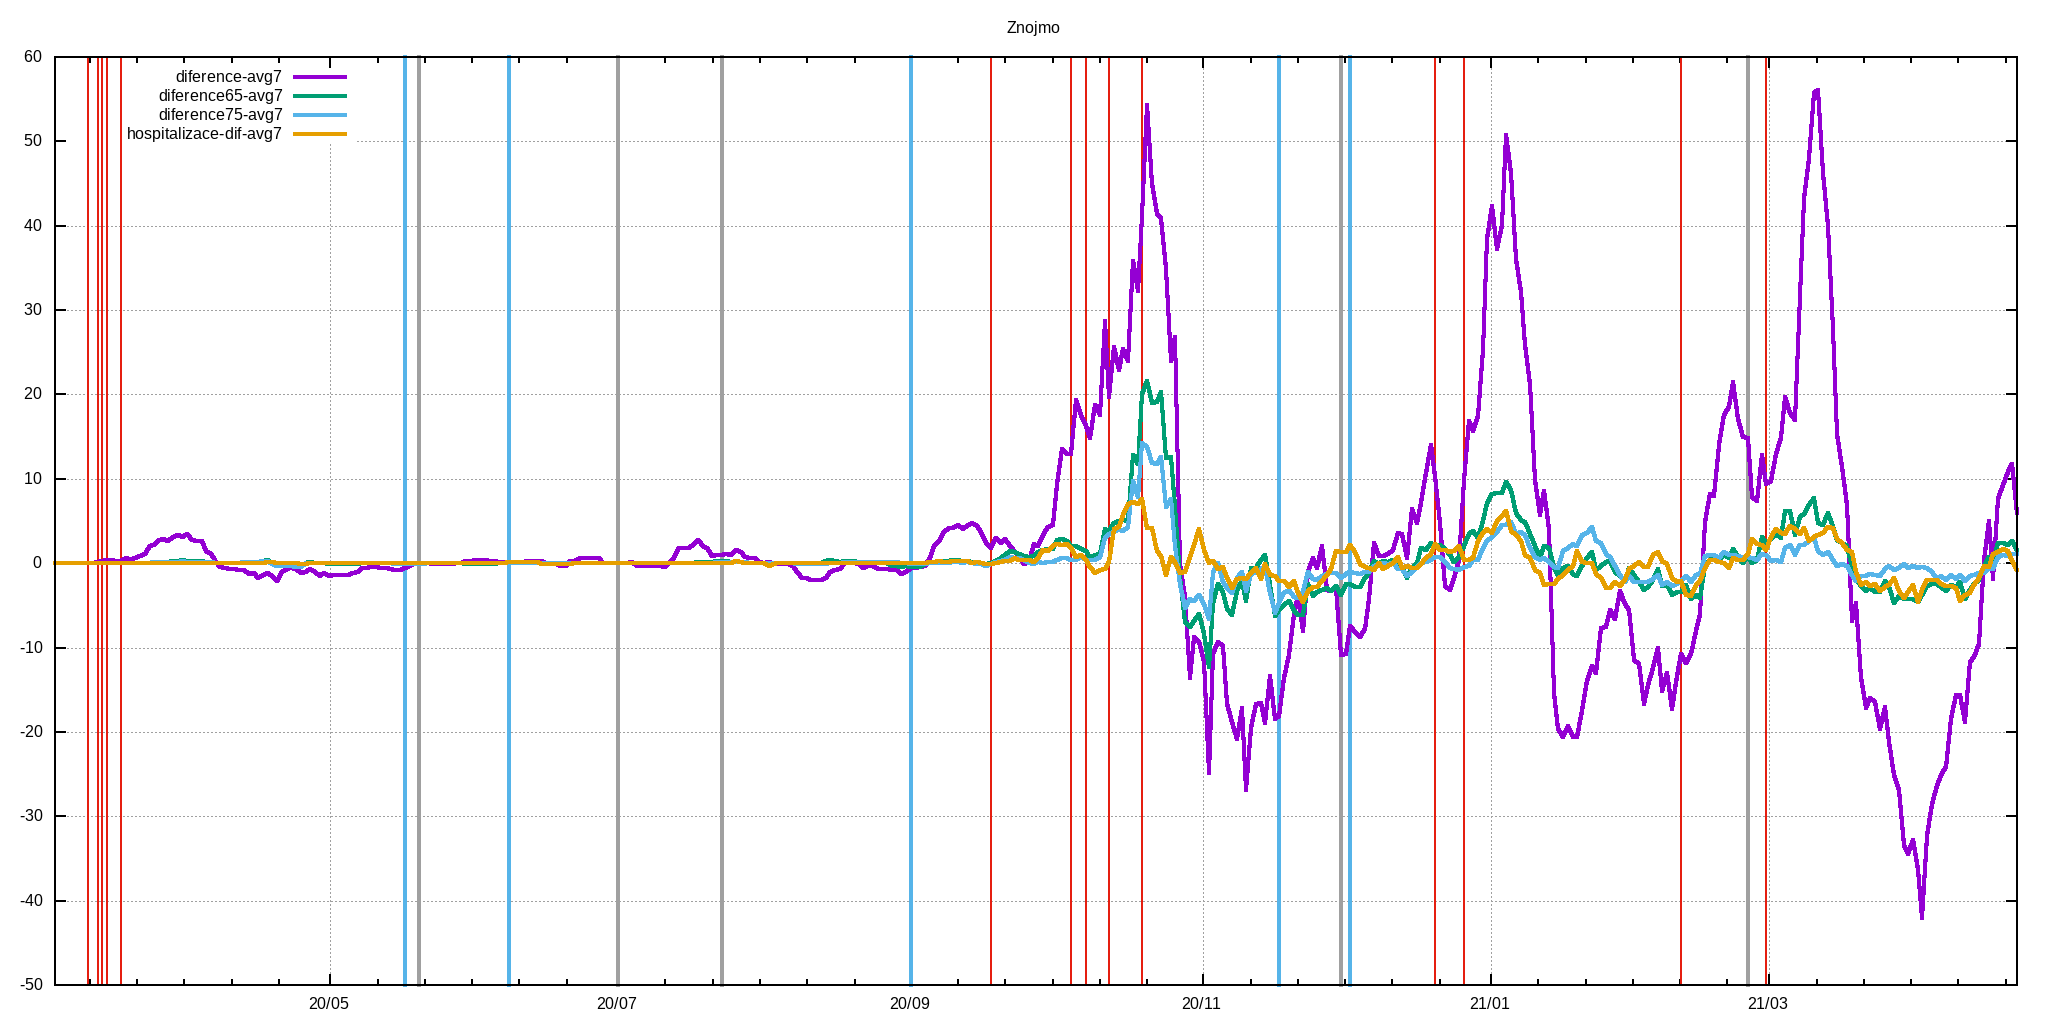 Znojmo
diference-avg7
diference65-avg7
diference75-avg7
hospitalizace-dif-avg7
60
50
40
30
20
10
0
-10
-20
-30
-40
-50
20/05 20/07 20/09 20/11 21/01 21/03